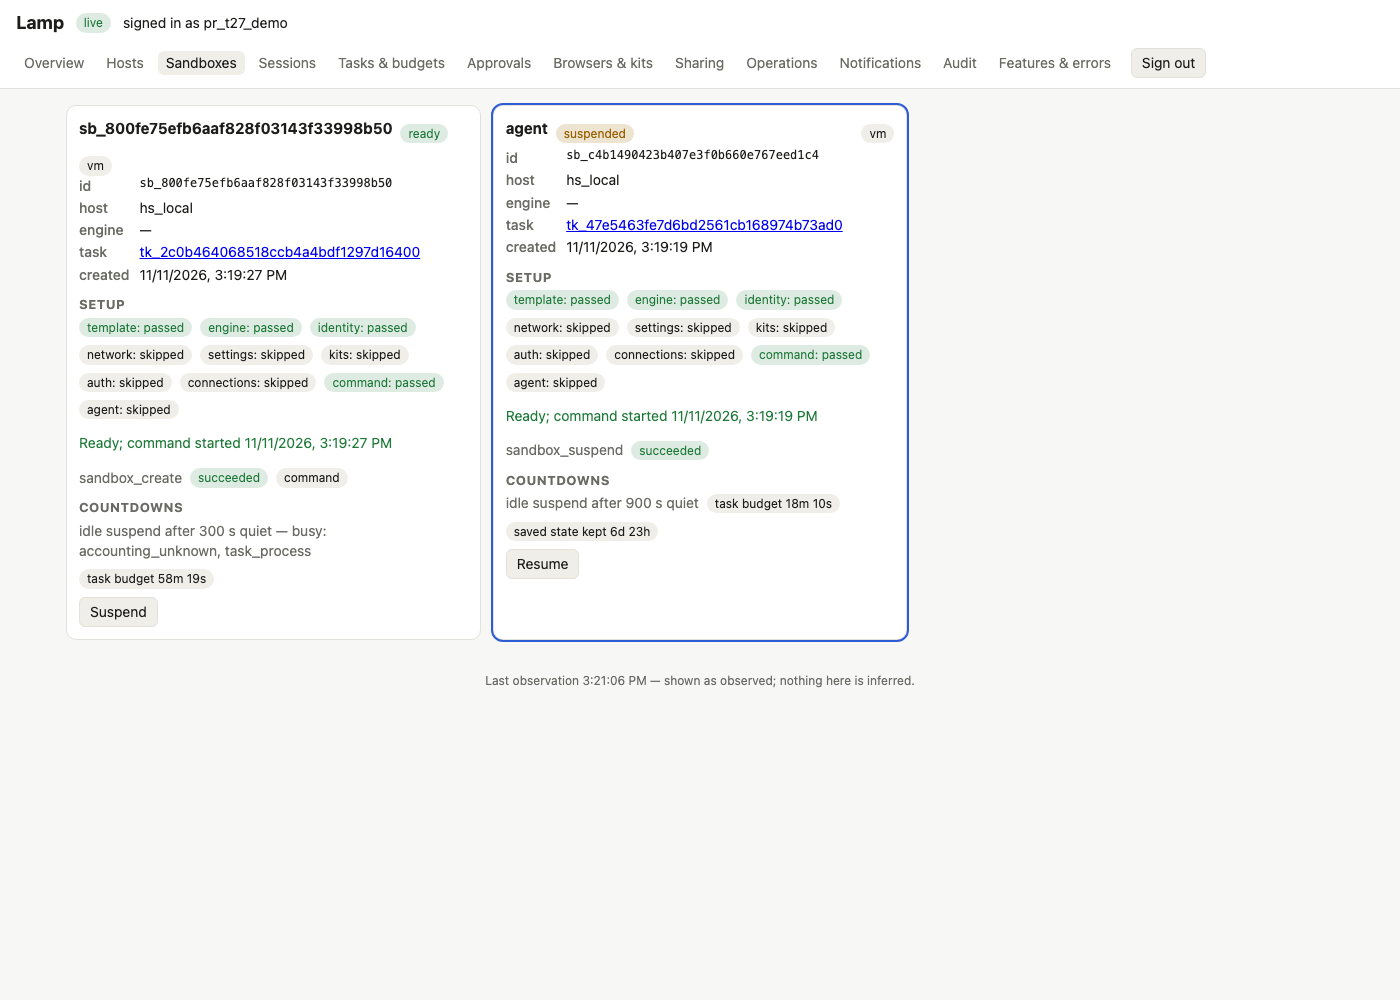 Lamp live signed in as pr_t27_demo
Overview Hosts Sandboxes Sessions Tasks & budgets Approvals Browsers & kits Sharing Operations Notifications Audit Features & errors Sign out
sb_800fe75efb6aaf828f03143f33998b50 ready
vm
id sb_800fe75efb6aaf828f03143f33998b50
host hs_local
engine —
task tk_2c0b464068518ccb4a4bdf1297d16400
created 11/11/2026, 3:19:27 PM
SETUP
template: passed engine: passed identity: passed
network: skipped settings: skipped kits: skipped
auth: skipped connections: skipped command: passed
agent: skipped
Ready; command started 11/11/2026, 3:19:27 PM
sandbox_create succeeded command
COUNTDOWNS
idle suspend after 300 s quiet — busy:
accounting_unknown, task_process
task budget 58m 19s
Suspend
agent suspended vm
id sb_c4b1490423b407e3f0b660e767eed1c4
host hs_local
engine —
task tk_47e5463fe7d6bd2561cb168974b73ad0
created 11/11/2026, 3:19:19 PM
SETUP
template: passed engine: passed identity: passed
network: skipped settings: skipped kits: skipped
auth: skipped connections: skipped command: passed
agent: skipped
Ready; command started 11/11/2026, 3:19:19 PM
sandbox_suspend succeeded
COUNTDOWNS
idle suspend after 900 s quiet task budget 18m 10s
saved state kept 6d 23h
Resume
Last observation 3:21:06 PM — shown as observed; nothing here is inferred.